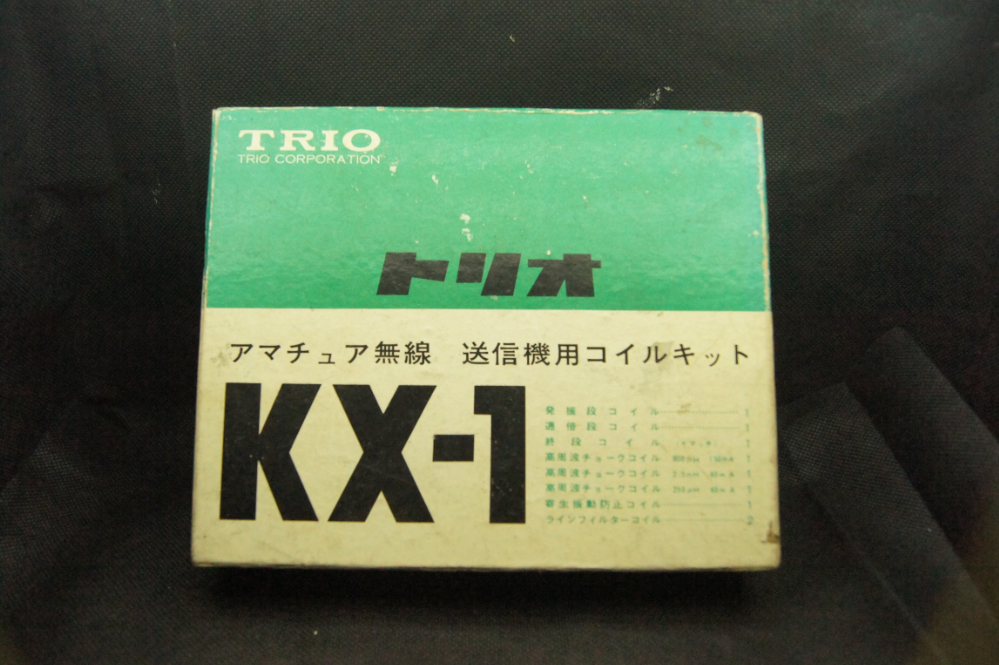 TRIO
TRIO CORPORATION
トリオ
アマチュア無線 送信機用コイルキット
KX-1
発振段コイル 1
逓倍段コイル 1
終段コイル 1
高周波チョークコイル 1
高周波チョークコイル 1
高周波チョークコイル 1
寄生振動防止コイル 1
ラインフィルターコイル 2